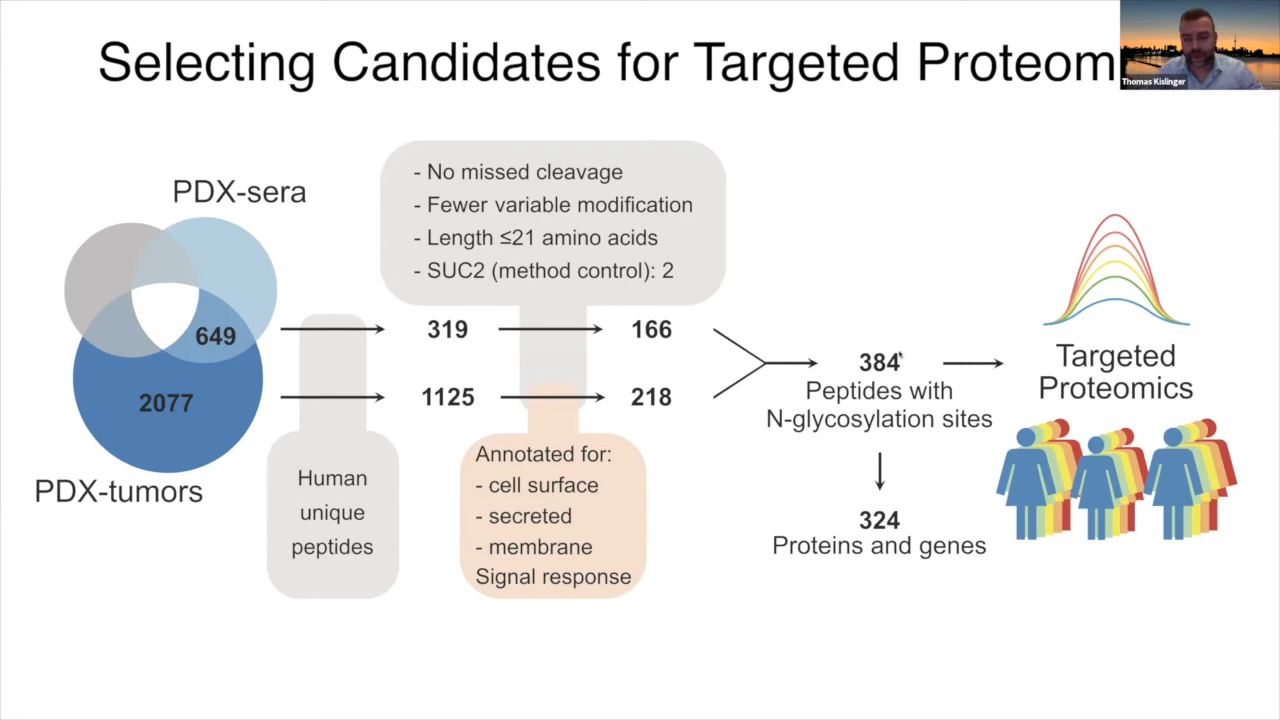 Selecting Candidates for Targeted Proteom
Thomas Kislinger
PDX-sera
649
2077
PDX-tumors
Human
unique
peptides
- No missed cleavage
- Fewer variable modification
- Length ≤21 amino acids
- SUC2 (method control): 2
319
166
1125
218
Annotated for:
- cell surface
- secreted
- membrane
Signal response
384
Peptides with
N-glycosylation sites
324
Proteins and genes
Targeted
Proteomics